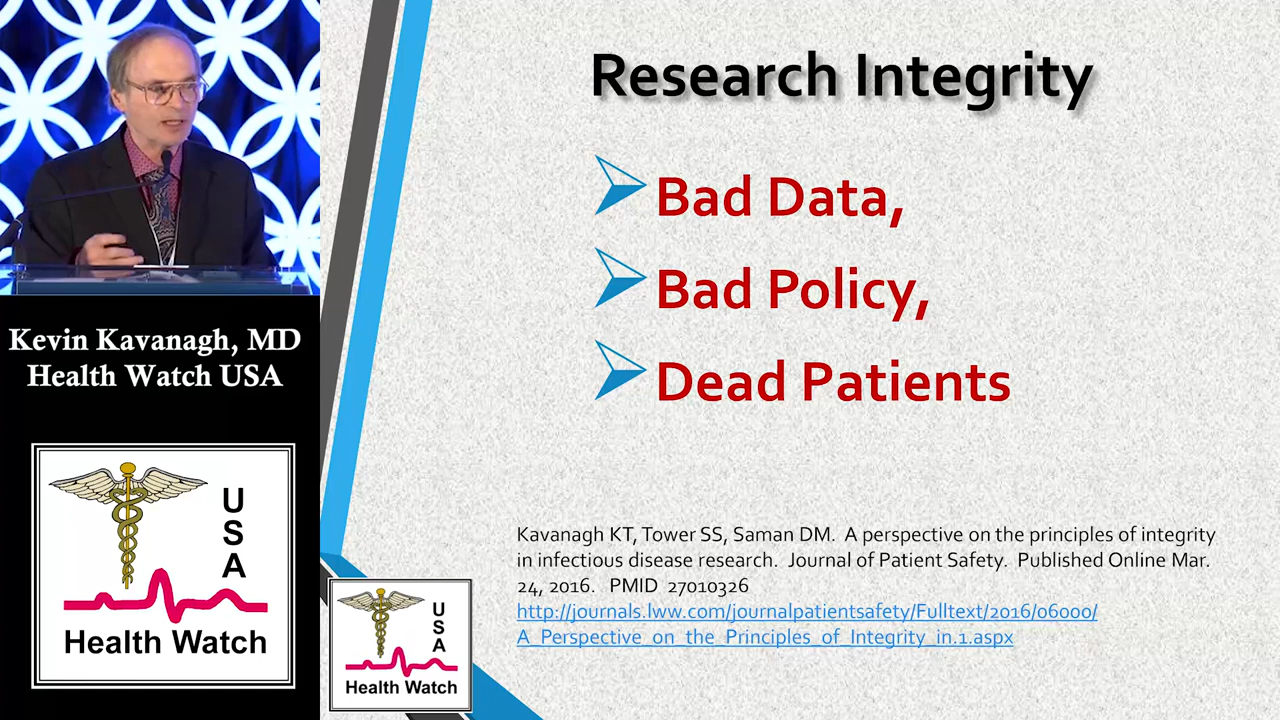 Kevin Kavanagh, MD
Health Watch USA
USA
Health Watch
Research Integrity
Bad Data,
Bad Policy,
Dead Patients
Kavanagh KT, Tower SS, Saman DM. A perspective on the principles of integrity
in infectious disease research. Journal of Patient Safety. Published Online Mar.
24, 2016. PMID 27010326
http://journals.lww.com/journalpatientsafety/Fulltext/2016/06000/
A_Perspective_on_the_Principles_of_Integrity_in.1.aspx
USA
Health Watch